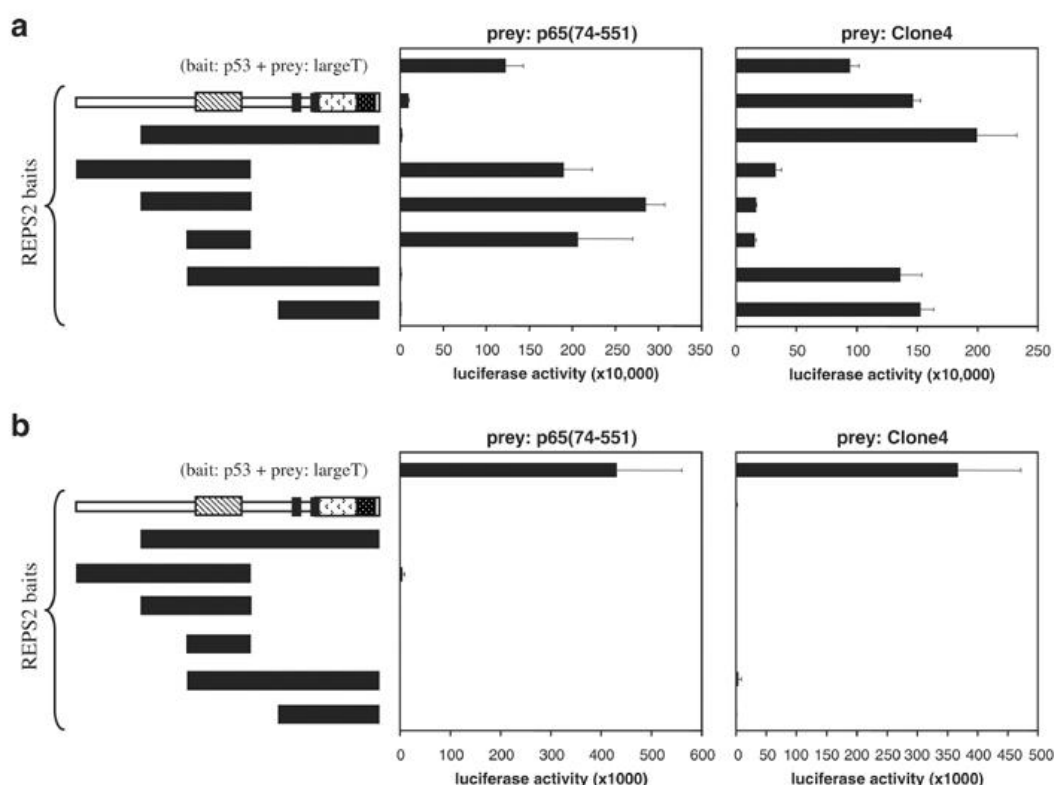 a
prey: p65(74-551)
prey: Clone4
(bait: p53 + prey: largeT)
REPS2 baits
0 50 100 150 200 250 300 350
luciferase activity (x10,000)
0 50 100 150 200 250
luciferase activity (x10,000)
b
prey: p65(74-551)
prey: Clone4
(bait: p53 + prey: largeT)
REPS2 baits
0 100 200 300 400 500 600
luciferase activity (x1000)
0 50 100 150 200 250 300 350 400 450 500
luciferase activity (x1000)